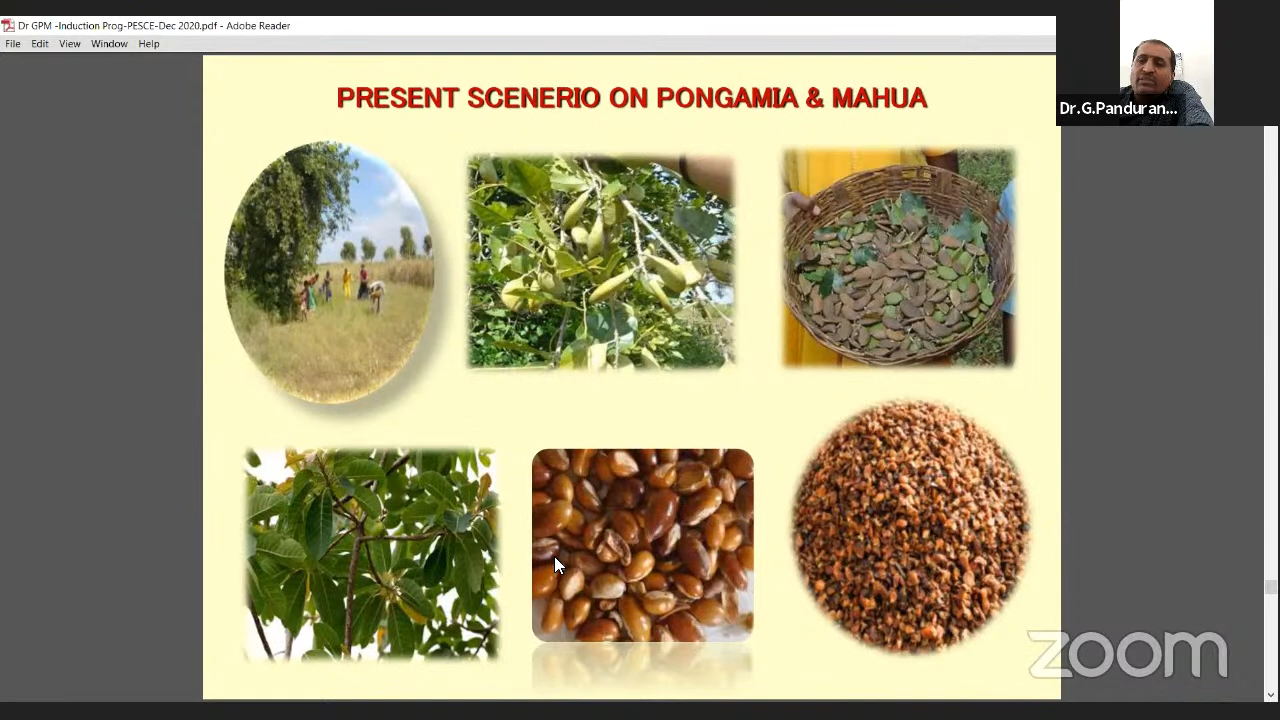 Dr GPM -Induction Prog-PESCE-Dec 2020.pdf - Adobe Reader
File Edit View Window Help
PRESENT SCENERIO ON PONGAMIA & MAHUA
Dr.G.Panduran...
zoom